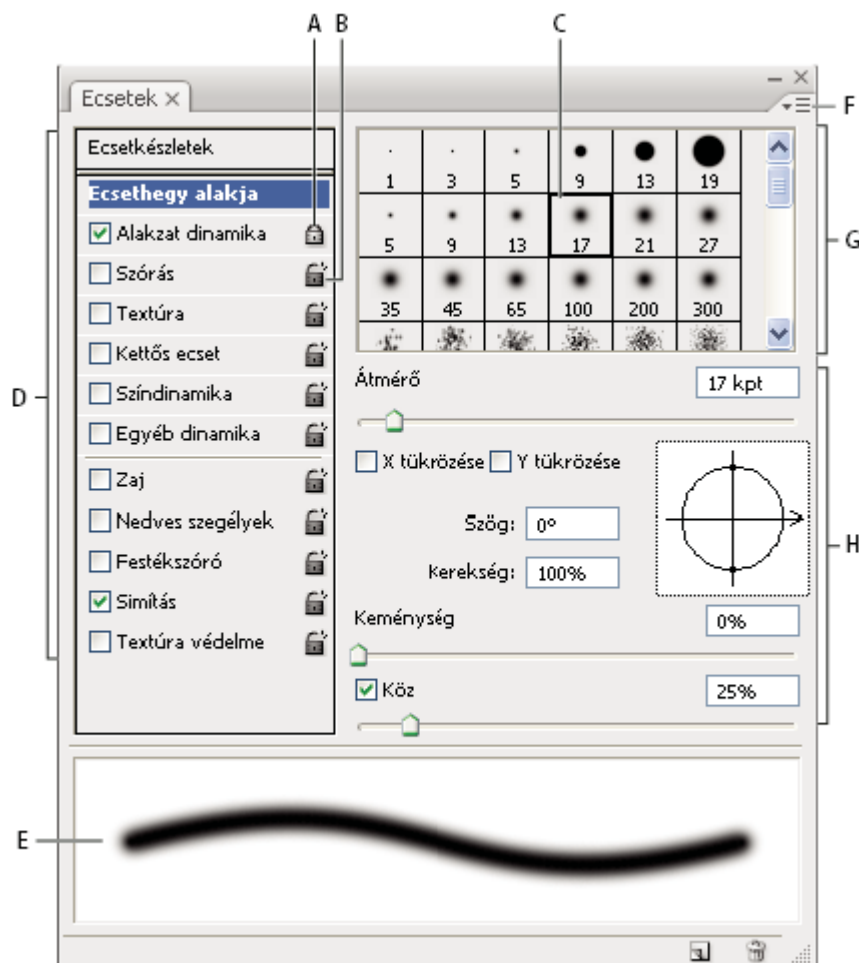 A B C
Ecsetek
F
Ecsetkészletek
Ecsethegy alakja
Alakzat dinamika
Szórás
Textúra
Kettős ecset
Színdinamika
Egyéb dinamika
Zaj
Nedves szegélyek
Festékszóró
Simítás
Textúra védelme
D
1 3 5 9 13 19
5 9 13 17 21 27
35 45 65 100 200 300
G
Átmérő 17 kpt
X tükrözése Y tükrözése
Szög: 0º
Kerekség: 100%
H
Keménység 0%
Köz 25%
E